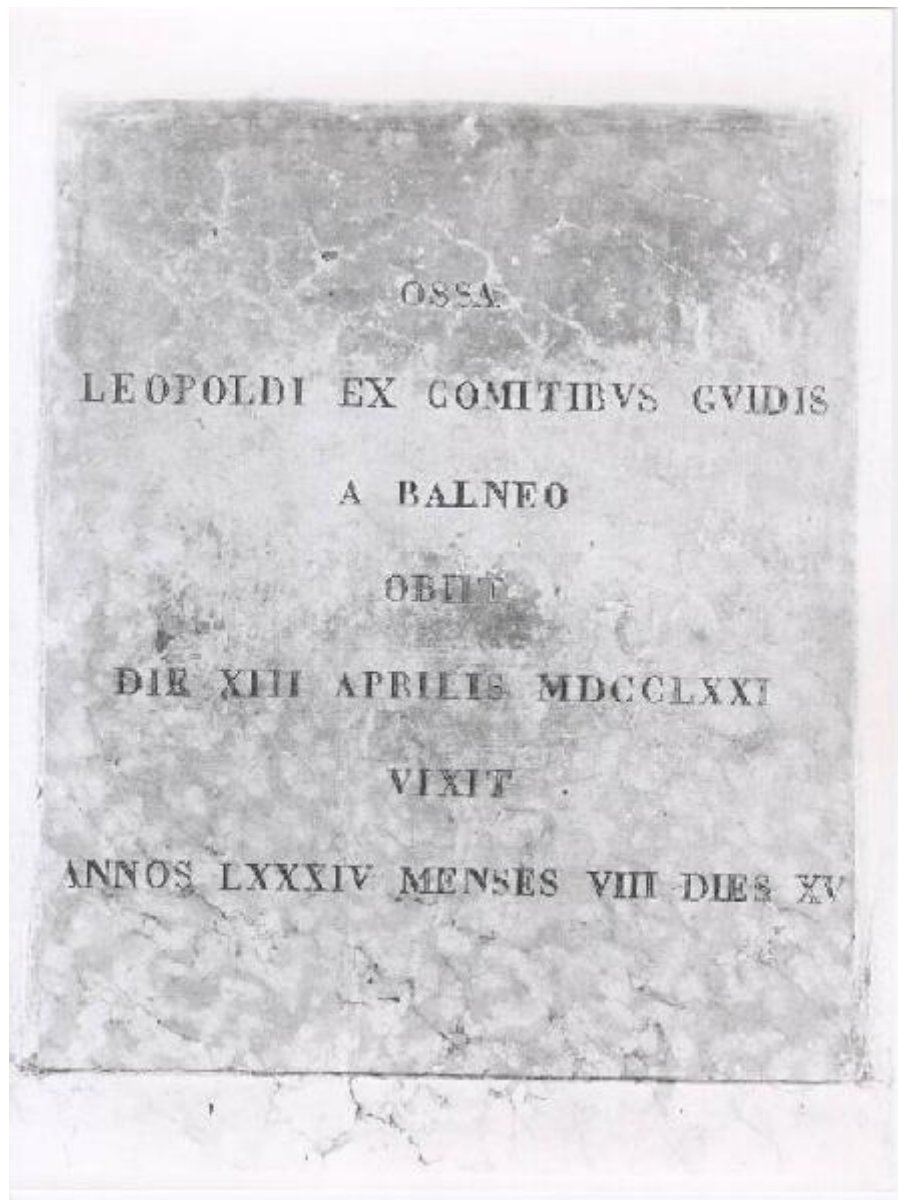 OSSA
LEOPOLDI EX COMITIBVS GVIDIS
A BALNEO
OBIIT
DIE XIII APRILIS MDCCLXXI
VIXIT
ANNOS LXXXIV MENSES VIII DIES XV